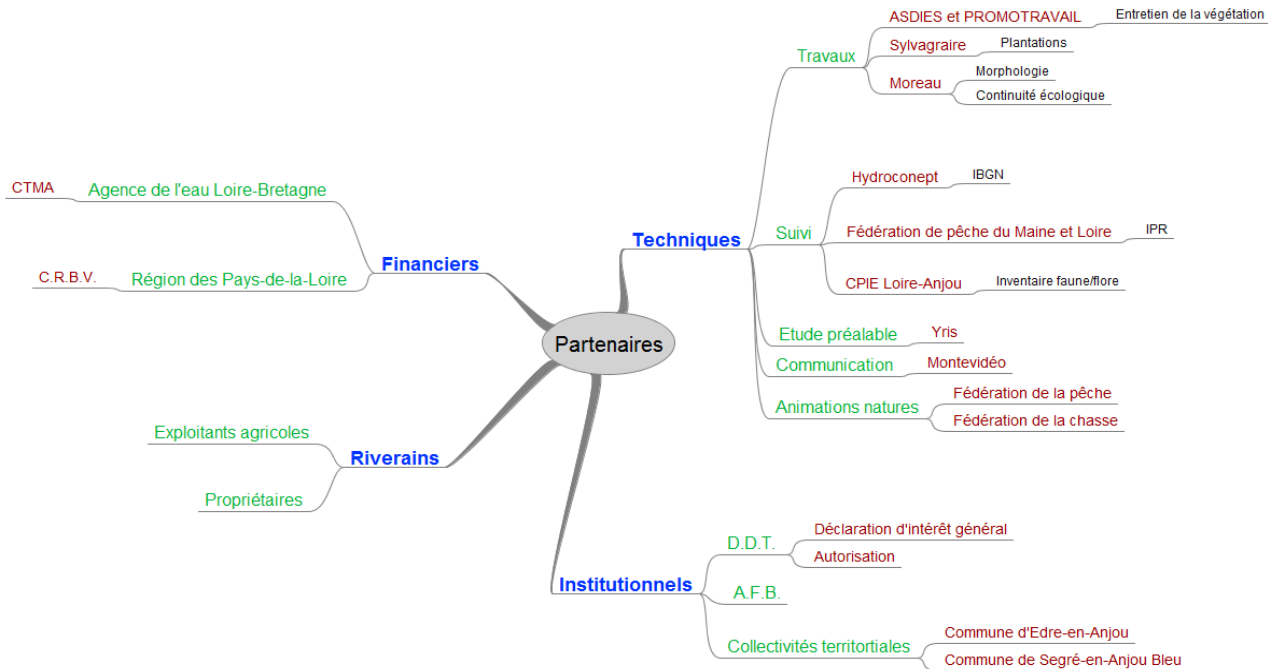 Partenaires
Techniques
Travaux
ASDIES et PROMOTRAVAIL
Entretien de la végétation
Sylvagraire
Plantations
Moreau
Morphologie
Continuité écologique
Suivi
Hydroconept
IBGN
Fédération de pêche du Maine et Loire
IPR
CPIE Loire-Anjou
Inventaire faune/flore
Etude préalable
Yris
Communication
Montevidéo
Animations natures
Fédération de la pêche
Fédération de la chasse
Institutionnels
D.D.T.
Déclaration d'intérêt général
Autorisation
A.F.B.
Collectivités territortiales
Commune d'Edre-en-Anjou
Commune de Segré-en-Anjou Bleu
Financiers
Agence de l'eau Loire-Bretagne
CTMA
Région des Pays-de-la-Loire
C.R.B.V.
Riverains
Exploitants agricoles
Propriétaires